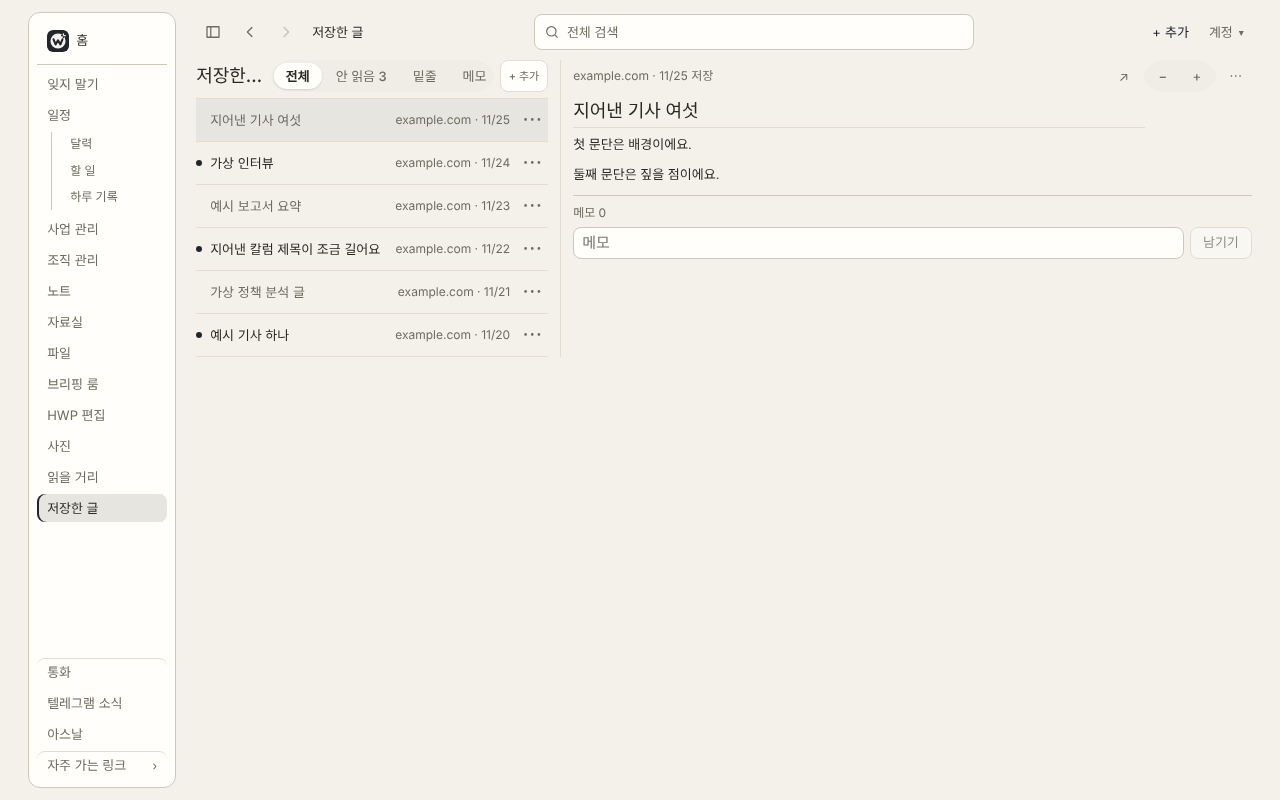 홈
잊지 말기
일정
달력
할 일
하루 기록
사업 관리
조직 관리
노트
자료실
파일
브리핑 룸
HWP 편집
사진
읽을 거리
저장한 글
통화
텔레그램 소식
아스날
자주 가는 링크 ›
저장한 글
전체 검색
+ 추가 계정 ▾
저장한... 전체 안 읽음 3 밑줄 메모 + 추가
지어낸 기사 여섯 example.com · 11/25 ···
가상 인터뷰 example.com · 11/24 ···
예시 보고서 요약 example.com · 11/23 ···
지어낸 칼럼 제목이 조금 길어요 example.com · 11/22 ···
가상 정책 분석 글 example.com · 11/21 ···
예시 기사 하나 example.com · 11/20 ···
example.com · 11/25 저장 ↗ − + ···
지어낸 기사 여섯
첫 문단은 배경이에요.
둘째 문단은 짚을 점이에요.
메모 0
메모 남기기